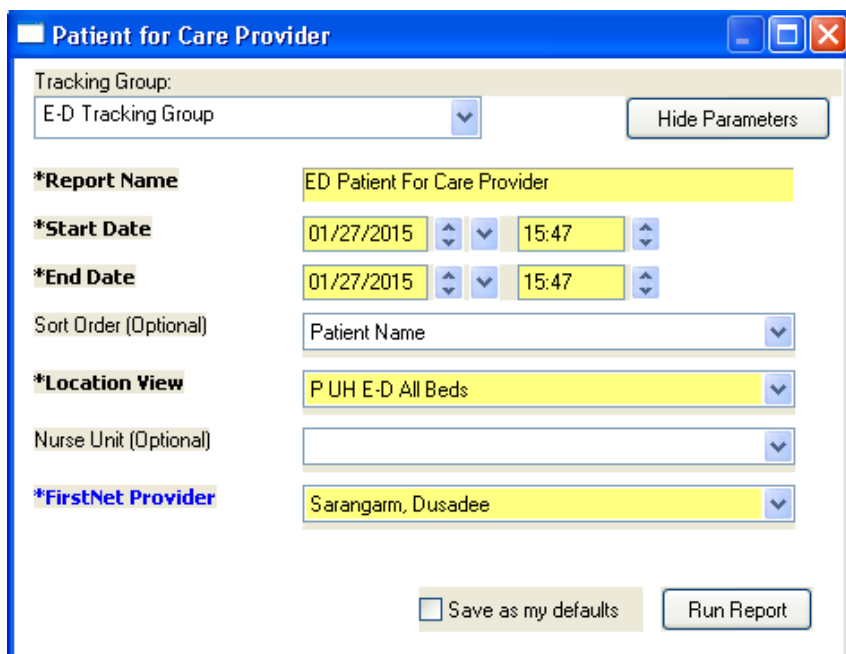 Patient for Care Provider
Tracking Group:
E-D Tracking Group
Hide Parameters
*Report Name ED Patient For Care Provider
*Start Date 01/27/2015 15:47
*End Date 01/27/2015 15:47
Sort Order (Optional) Patient Name
*Location View P UH E-D All Beds
Nurse Unit (Optional)
*FirstNet Provider Sarangarm, Dusadee
Save as my defaults Run Report